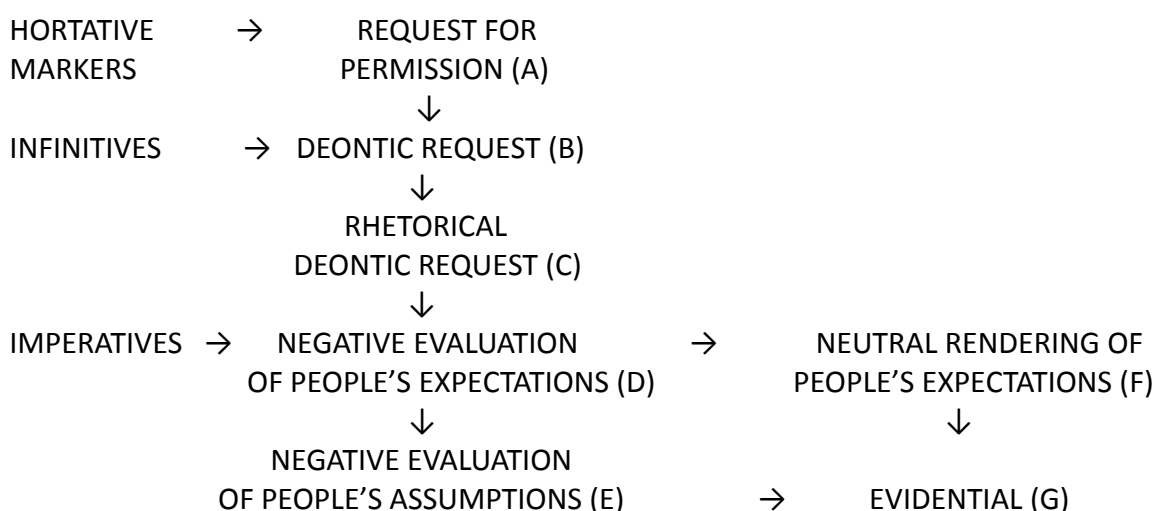 HORTATIVE → REQUEST FOR
MARKERS PERMISSION (A)
↓
INFINITIVES → DEONTIC REQUEST (B)
↓
RHETORICAL
DEONTIC REQUEST (C)
↓
IMPERATIVES → NEGATIVE EVALUATION → NEUTRAL RENDERING OF
OF PEOPLE’S EXPECTATIONS (D) PEOPLE’S EXPECTATIONS (F)
↓ ↓
NEGATIVE EVALUATION
OF PEOPLE’S ASSUMPTIONS (E) → EVIDENTIAL (G)